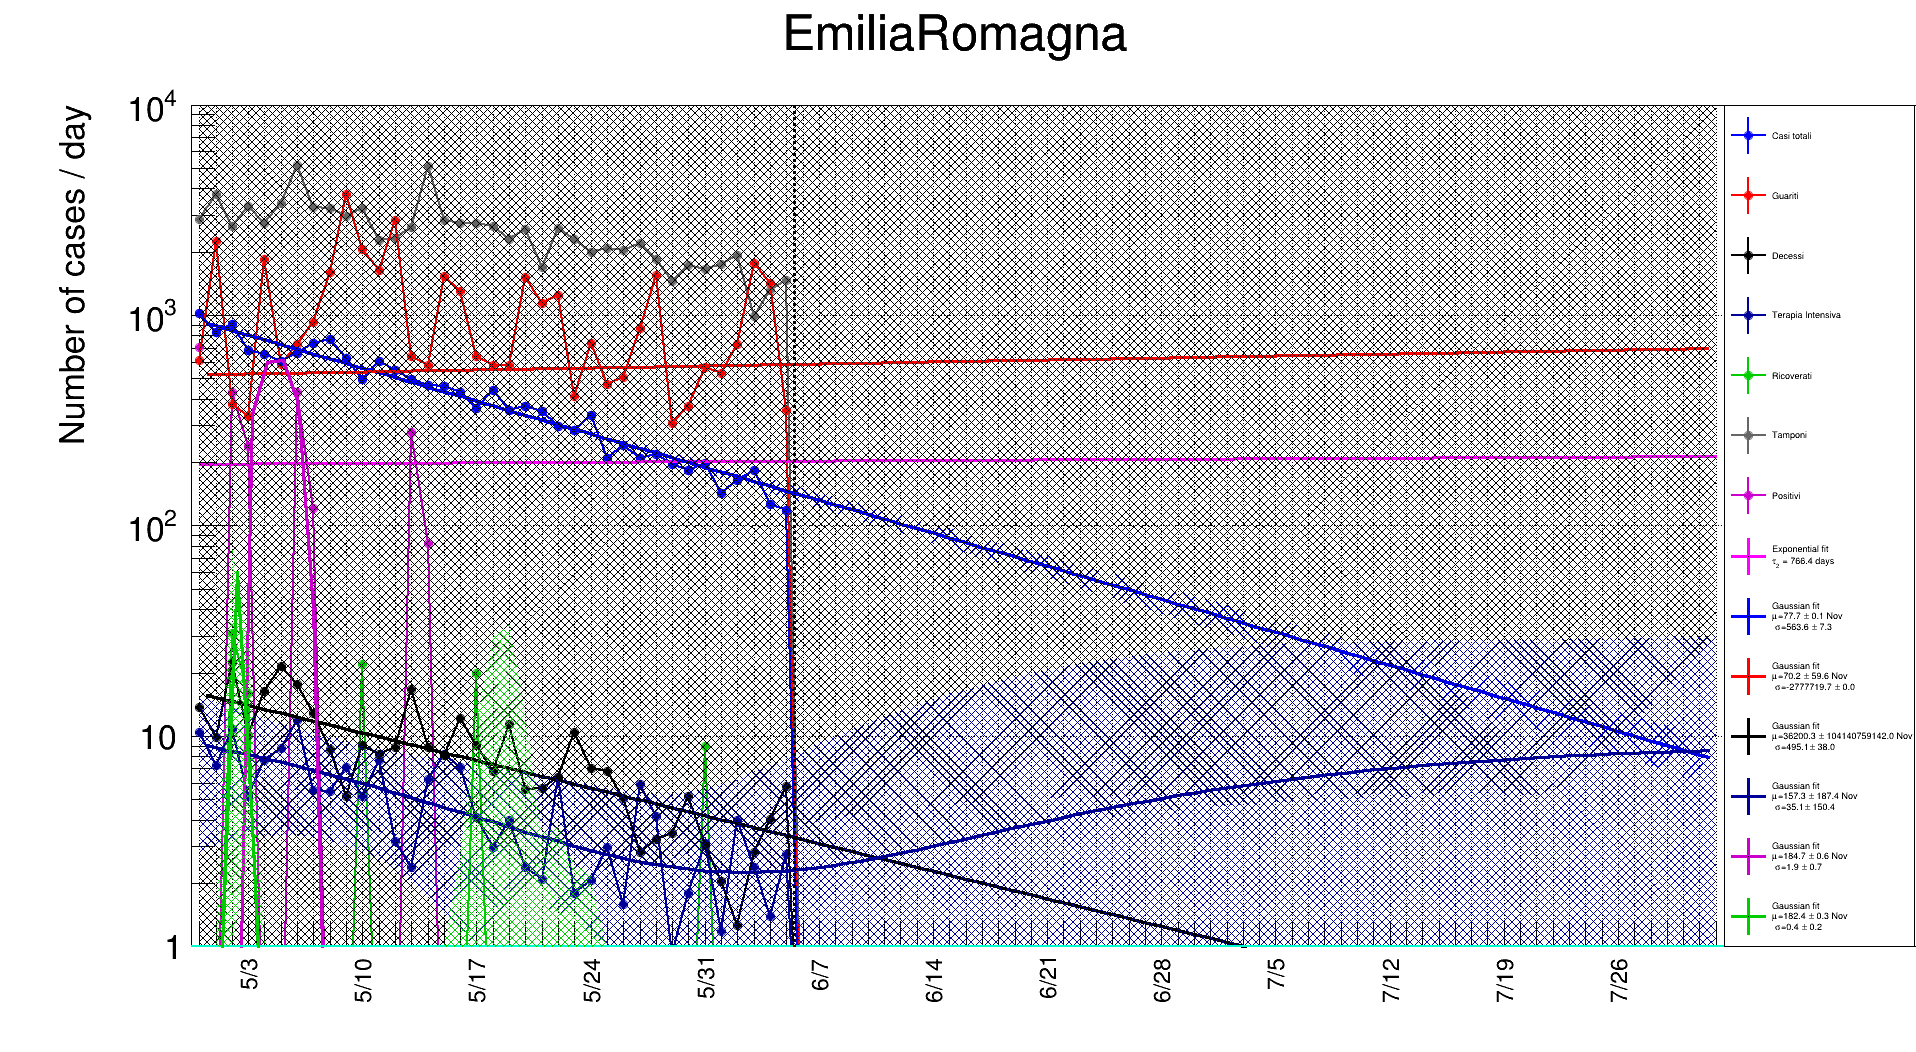 EmiliaRomagna
Number of cases / day
10^4
10^3
10^2
10
1
5/3
5/10
5/17
5/24
5/31
6/7
6/14
6/21
6/28
7/5
7/12
7/19
7/26
Casi totali
Guariti
Decessi
Terapia Intensiva
Ricoverati
Tamponi
Positivi
Exponential fit
τ_2 = 766.4 days
Gaussian fit
μ=77.7 ± 0.1 Nov
σ=563.6 ± 7.3
Gaussian fit
μ=70.2 ± 59.6 Nov
σ=-2777719.7 ± 0.0
Gaussian fit
μ=36200.3 ± 104140759142.0 Nov
σ=495.1 ± 38.0
Gaussian fit
μ=157.3 ± 187.4 Nov
σ=35.1 ± 150.4
Gaussian fit
μ=184.7 ± 0.6 Nov
σ=1.9 ± 0.7
Gaussian fit
μ=182.4 ± 0.3 Nov
σ=0.4 ± 0.2